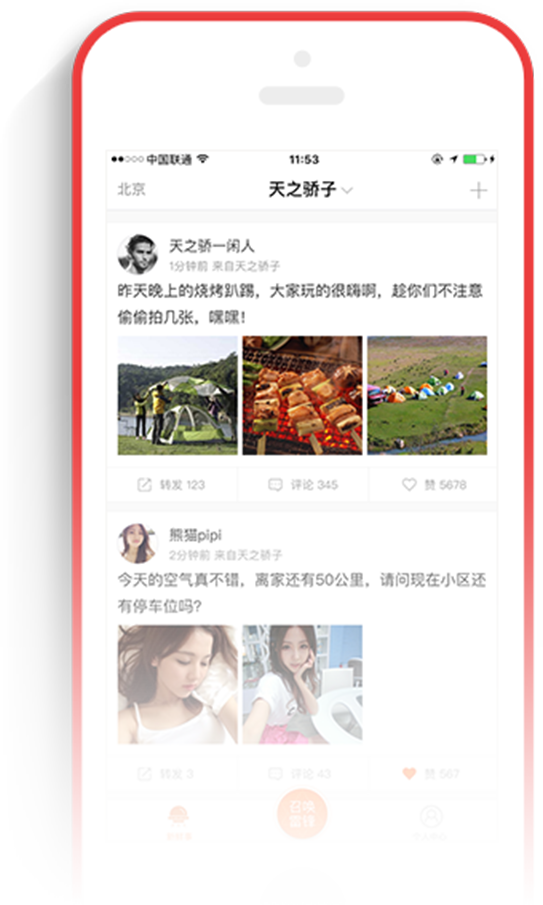 中国联通 11:53
北京 天之骄子
天之骄一闲人
1分钟前 来自天之骄子
昨天晚上的烧烤趴踢，大家玩的很嗨啊，趁你们不注意
偷偷拍几张，嘿嘿！
转发 123 评论 345 赞 5678
熊猫pipi
2分钟前 来自天之骄子
今天的空气真不错，离家还有50公里，请问现在小区还
有停车位吗?
转发 3 评论 43 赞 567
召唤